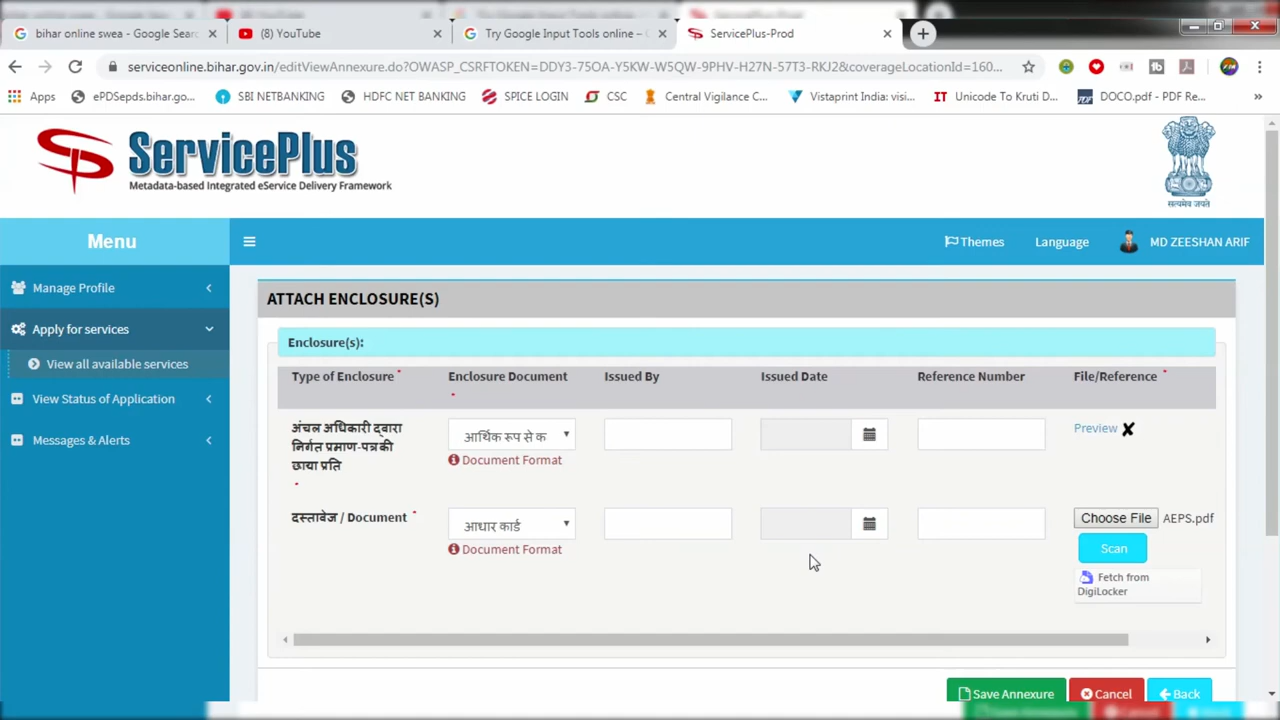 bihar online swea - Google Searc
(8) YouTube
Try Google Input Tools online – G
ServicePlus-Prod
serviceonline.bihar.gov.in/editViewAnnexure.do?OWASP_CSRFTOKEN=DDY3-75OA-Y5KW-W5QW-9PHV-H27N-57T3-RKJ2&coverageLocationId=160...
Apps
ePDSepds.bihar.go...
SBI NETBANKING
HDFC NET BANKING
SPICE LOGIN
CSC
Central Vigilance C...
Vistaprint India: visi...
IT Unicode To Kruti D...
DOCO.pdf - PDF Re...
»
ServicePlus
Metadata-based Integrated eService Delivery Framework
सत्यमेव जयते
Menu
Themes
Language
MD ZEESHAN ARIF
Manage Profile
Apply for services
View all available services
View Status of Application
Messages & Alerts
ATTACH ENCLOSURE(S)
Enclosure(s):
Type of Enclosure *
Enclosure Document *
Issued By
Issued Date
Reference Number
File/Reference *
अंचल अधिकारी द्वारा
निर्गत प्रमाण-पत्र की
छाया प्रति
*
आर्थिक रूप से क
Document Format
Preview
दस्तावेज / Document *
आधार कार्ड
Document Format
Choose File AEPS.pdf
Scan
Fetch from
DigiLocker
Save Annexure
Cancel
Back